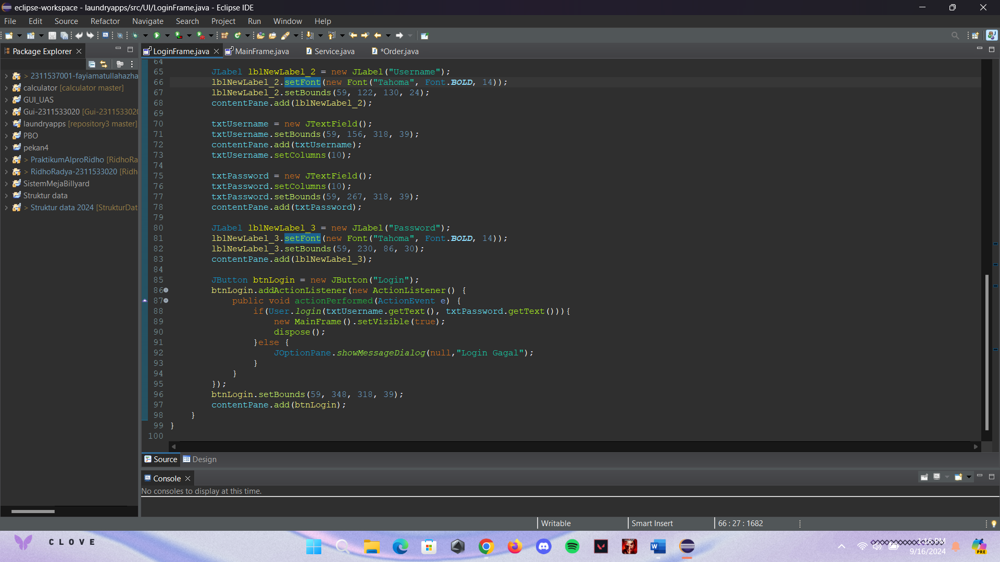 eclipse-workspace - laundryapps/src/UI/LoginFrame.java - Eclipse IDE
File Edit Source Refactor Navigate Search Project Run Window Help
Package Explorer
LoginFrame.java MainFrame.java Service.java *Order.java
> 2311537001-fayiamatullahazha
calculator [calculator master]
GUI_UAS
Gui-2311533020 [Gui-2311533020
laundryapps [repository3 master]
PBO
pekan4
> PraktikumAlproRidho [RidhoRa
> RidhoRadya-2311533020 [Ridh
SistemMejaBillyard
Struktur data
> Struktur data 2024 [StrukturDat
64
65 JLabel lblNewLabel_2 = new JLabel("Username");
66 lblNewLabel_2.setFont(new Font("Tahoma", Font.BOLD, 14));
67 lblNewLabel_2.setBounds(59, 122, 130, 24);
68 contentPane.add(lblNewLabel_2);
69
70 txtUsername = new JTextField();
71 txtUsername.setBounds(59, 156, 318, 39);
72 contentPane.add(txtUsername);
73 txtUsername.setColumns(10);
74
75 txtPassword = new JTextField();
76 txtPassword.setColumns(10);
77 txtPassword.setBounds(59, 267, 318, 39);
78 contentPane.add(txtPassword);
79
80 JLabel lblNewLabel_3 = new JLabel("Password");
81 lblNewLabel_3.setFont(new Font("Tahoma", Font.BOLD, 14));
82 lblNewLabel_3.setBounds(59, 230, 86, 30);
83 contentPane.add(lblNewLabel_3);
84
85 JButton btnLogin = new JButton("Login");
86 btnLogin.addActionListener(new ActionListener() {
87 public void actionPerformed(ActionEvent e) {
88 if(User.login(txtUsername.getText(), txtPassword.getText())){
89 new MainFrame().setVisible(true);
90 dispose();
91 }else {
92 JOptionPane.showMessageDialog(null,"Login Gagal");
93 }
94 }
95 });
96 btnLogin.setBounds(59, 348, 318, 39);
97 contentPane.add(btnLogin);
98 }
99 }
100
Source Design
Console
No consoles to display at this time.
Writable Smart Insert 66 : 27 : 1682
CLOVE
1:16 PM
9/16/2024
PRE